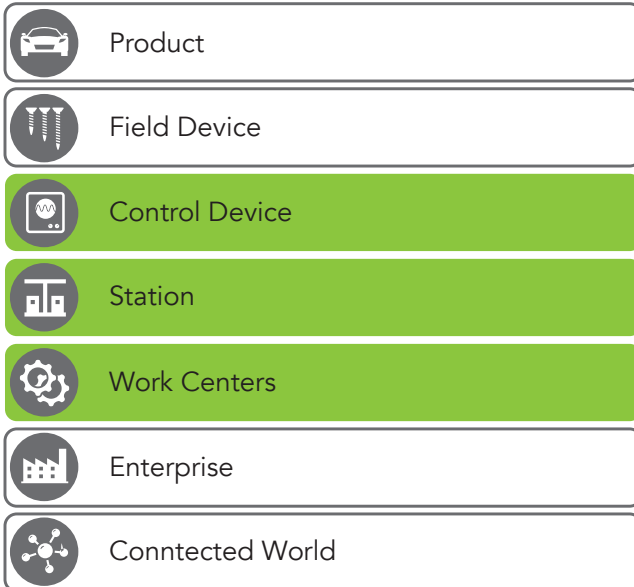 Product
Field Device
Control Device
Station
Work Centers
Enterprise
Conntected World